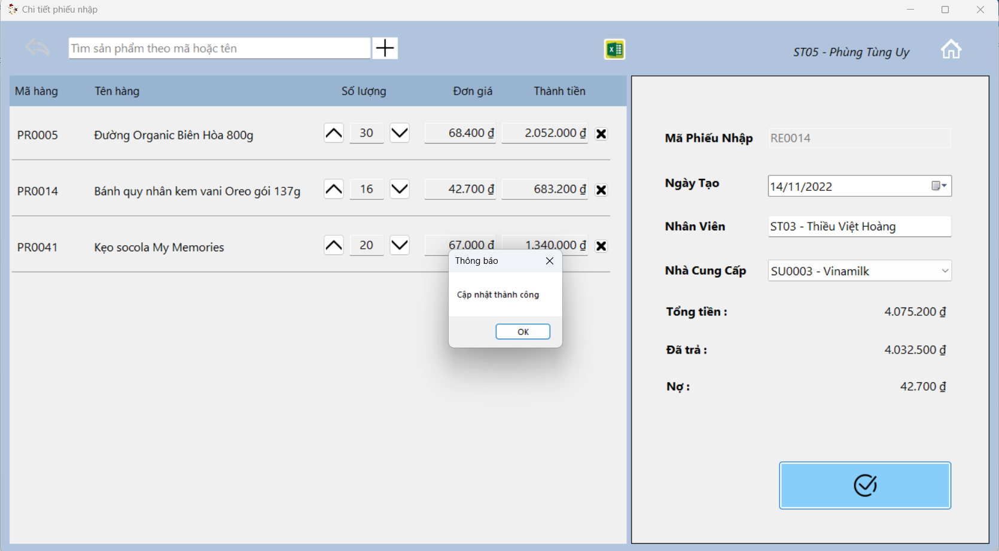 Chi tiết phiếu nhập
Tìm sản phẩm theo mã hoặc tên
ST05 - Phùng Tùng Uy
Mã hàng Tên hàng Số lượng Đơn giá Thành tiền
PR0005 Đường Organic Biên Hòa 800g 30 68.400 ₫ 2.052.000 ₫
PR0014 Bánh quy nhân kem vani Oreo gói 137g 16 42.700 ₫ 683.200 ₫
PR0041 Kẹo socola My Memories 20 67.000 ₫ 1.340.000 ₫
Thông báo
Cập nhật thành công
OK
Mã Phiếu Nhập RE0014
Ngày Tạo 14/11/2022
Nhân Viên ST03 - Thiều Việt Hoàng
Nhà Cung Cấp SU0003 - Vinamilk
Tổng tiền : 4.075.200 ₫
Đã trả : 4.032.500 ₫
Nợ : 42.700 ₫